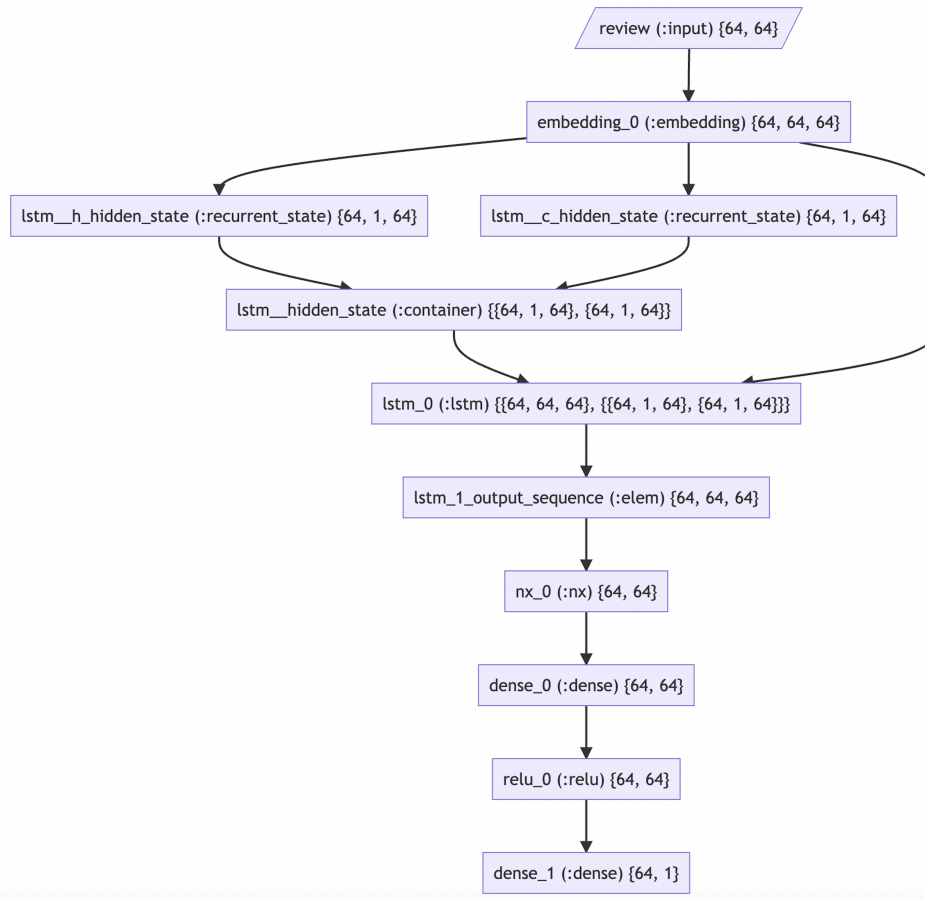 review (:input) {64, 64}
embedding_0 (:embedding) {64, 64, 64}
lstm__h_hidden_state (:recurrent_state) {64, 1, 64}
lstm__c_hidden_state (:recurrent_state) {64, 1, 64}
lstm__hidden_state (:container) {{64, 1, 64}, {64, 1, 64}}
lstm_0 (:lstm) {{64, 64, 64}, {{64, 1, 64}, {64, 1, 64}}}
lstm_1_output_sequence (:elem) {64, 64, 64}
nx_0 (:nx) {64, 64}
dense_0 (:dense) {64, 64}
relu_0 (:relu) {64, 64}
dense_1 (:dense) {64, 1}